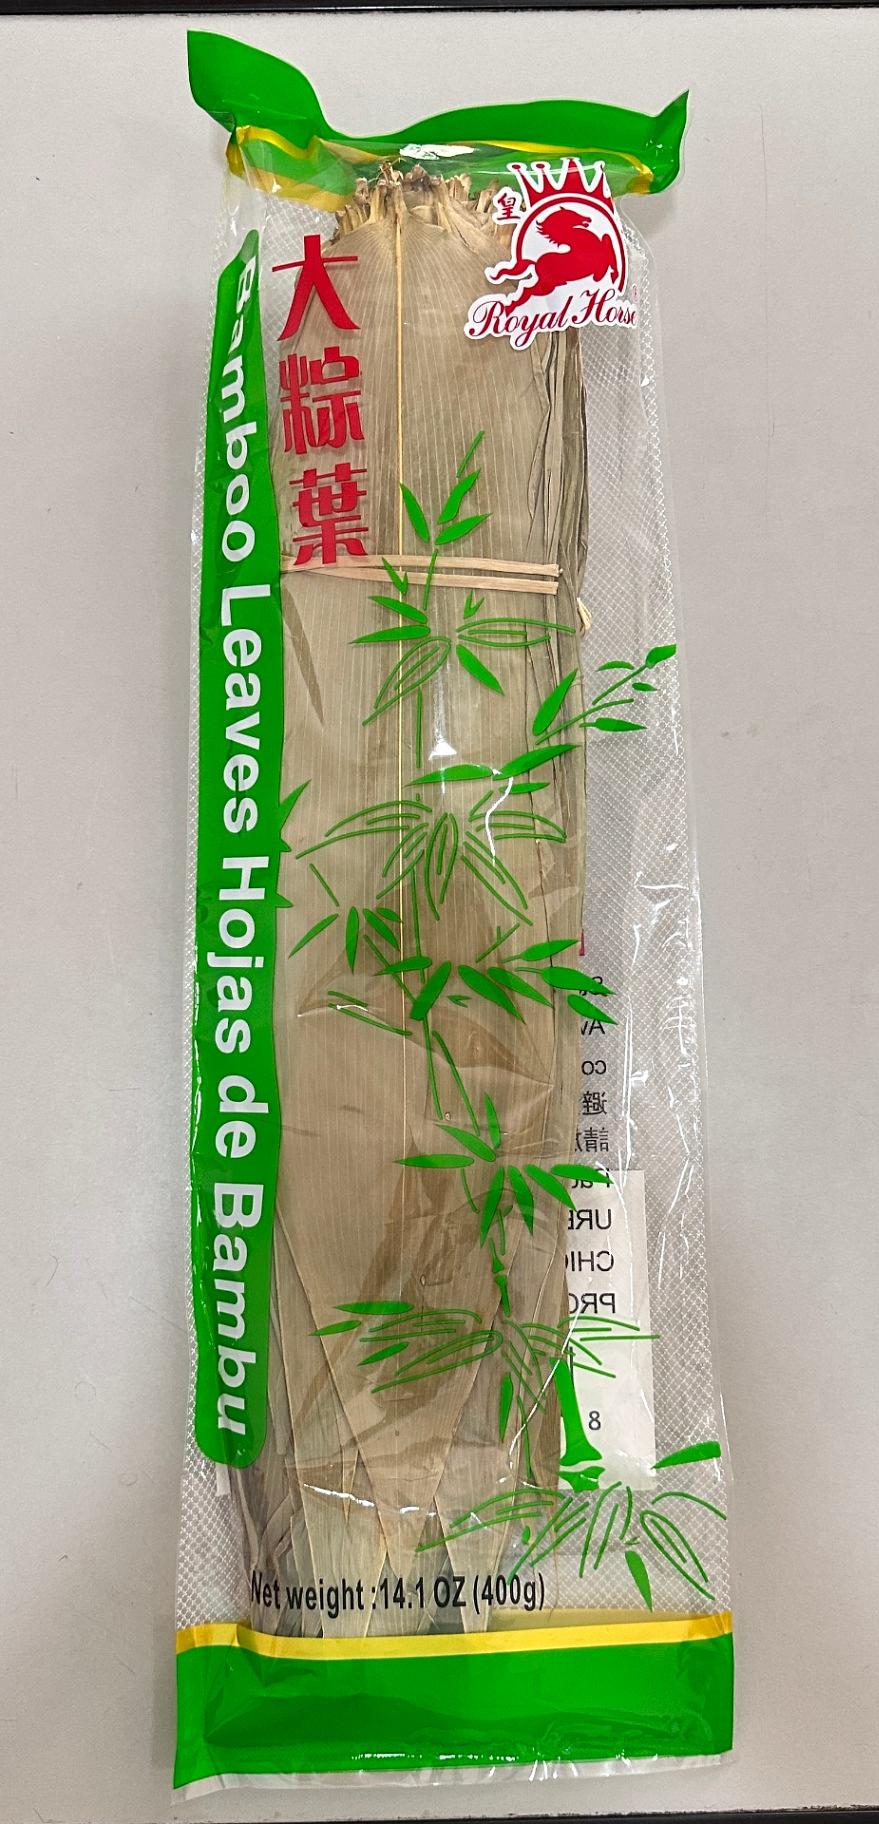 皇
Royal Horse
大粽葉
Bamboo Leaves Hojas de Bambu
Net weight :14.1 OZ (400g)